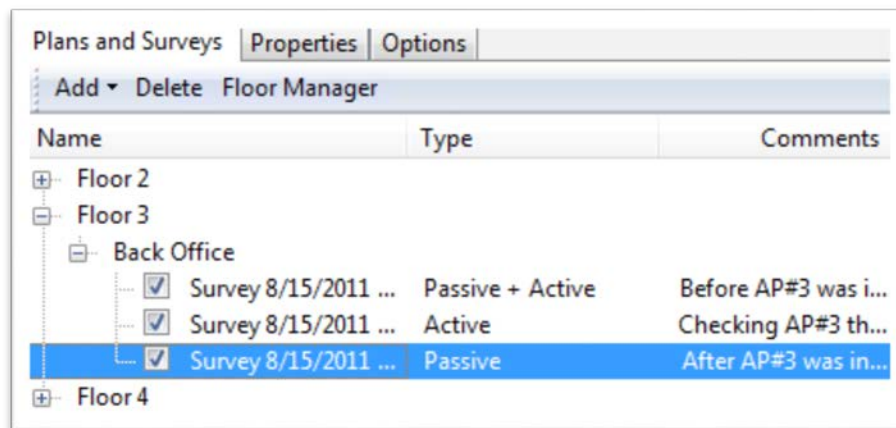 Plans and Surveys Properties Options
Add Delete Floor Manager
Name Type Comments
Floor 2
Floor 3
Back Office
Survey 8/15/2011 ... Passive + Active Before AP#3 was i...
Survey 8/15/2011 ... Active Checking AP#3 th...
Survey 8/15/2011 ... Passive After AP#3 was in...
Floor 4